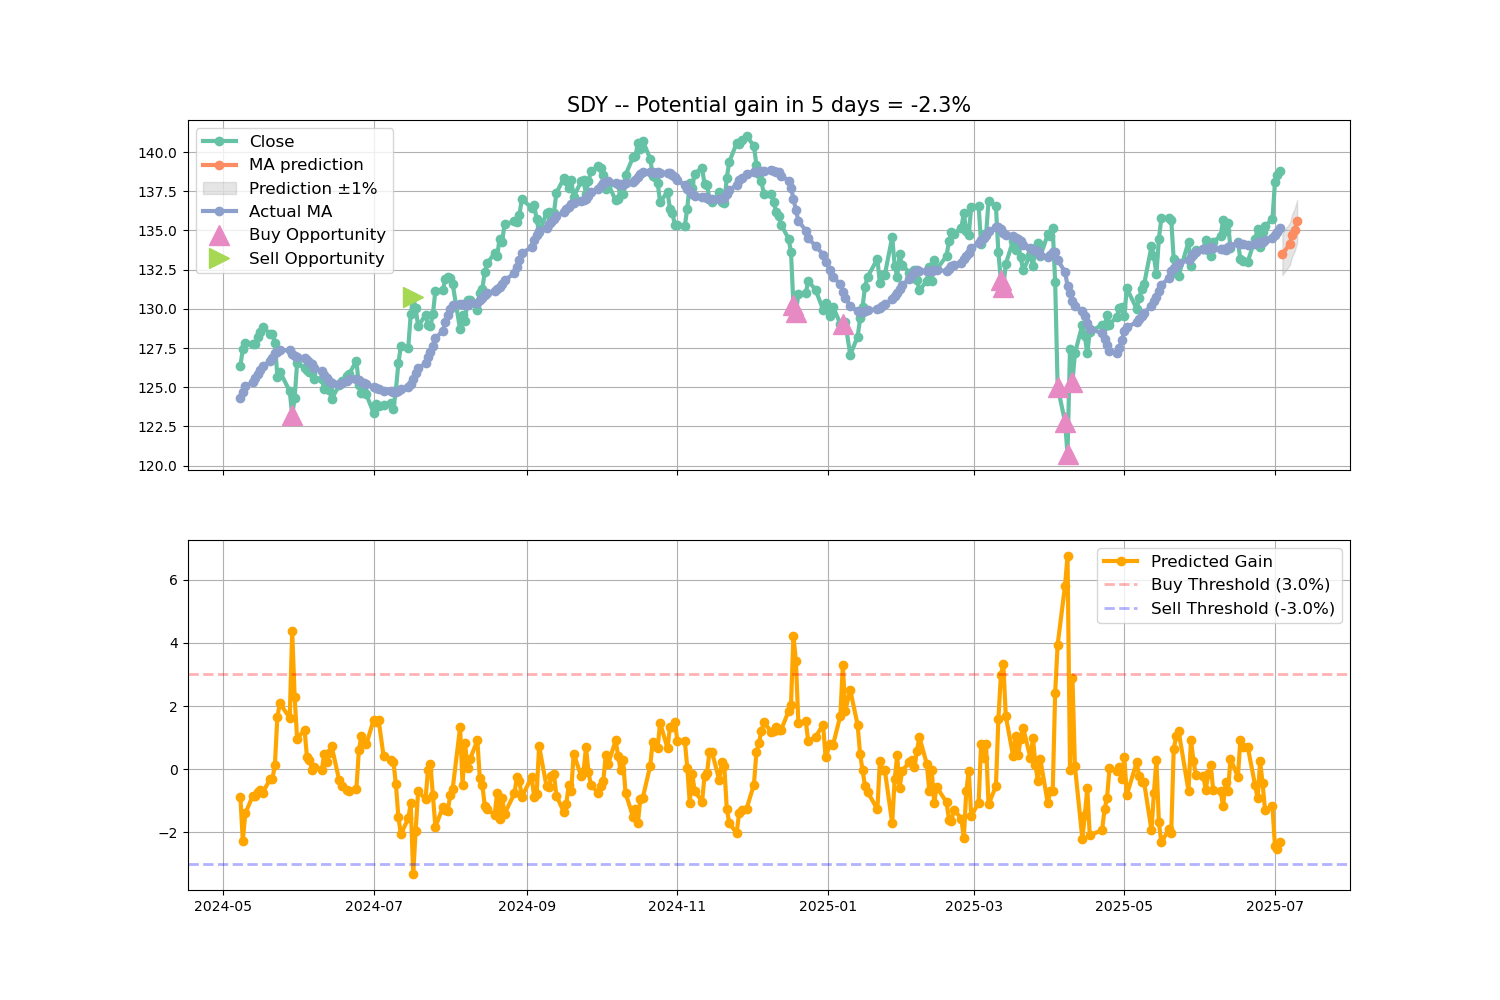 SDY -- Potential gain in 5 days = -2.3%
Close
MA prediction
Prediction ±1%
Actual MA
Buy Opportunity
Sell Opportunity
140.0
137.5
135.0
132.5
130.0
127.5
125.0
122.5
120.0
Predicted Gain
Buy Threshold (3.0%)
Sell Threshold (-3.0%)
6
4
2
0
−2
2024-05
2024-07
2024-09
2024-11
2025-01
2025-03
2025-05
2025-07